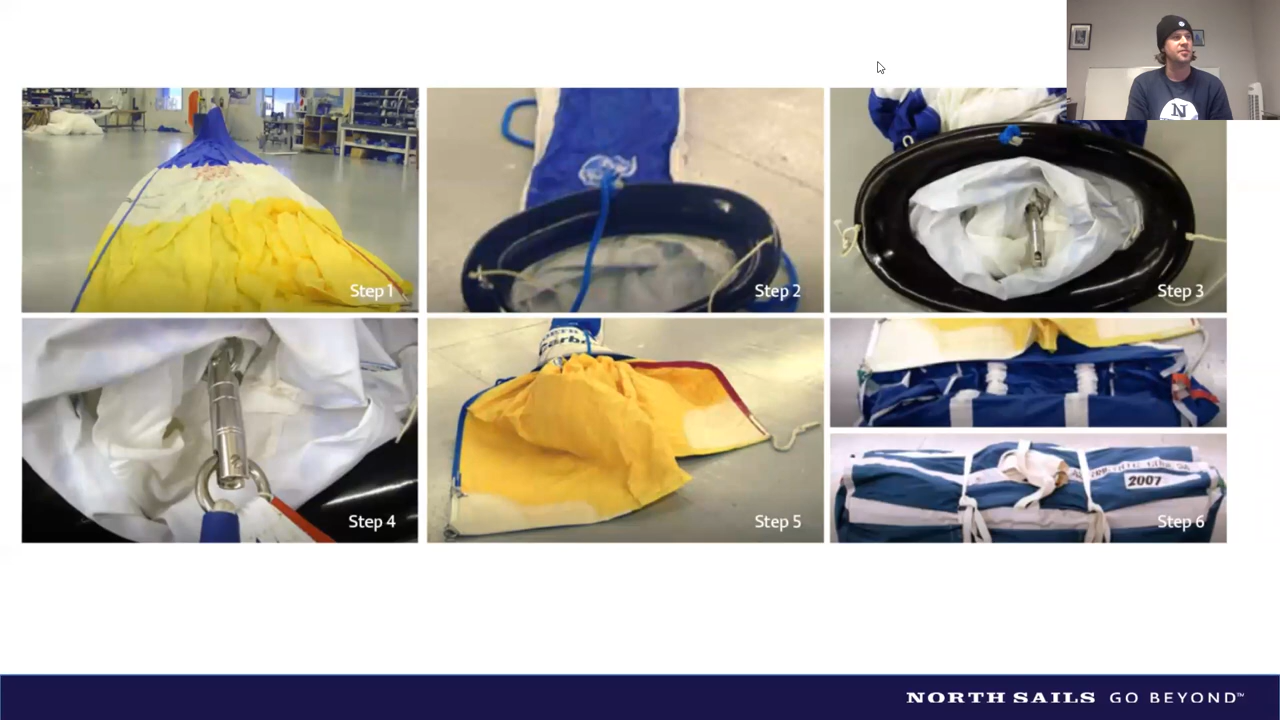 Step 1
Step 2
Step 3
Step 4
Step 5
2007
Step 6
NORTH SAILS GO BEYOND™
N